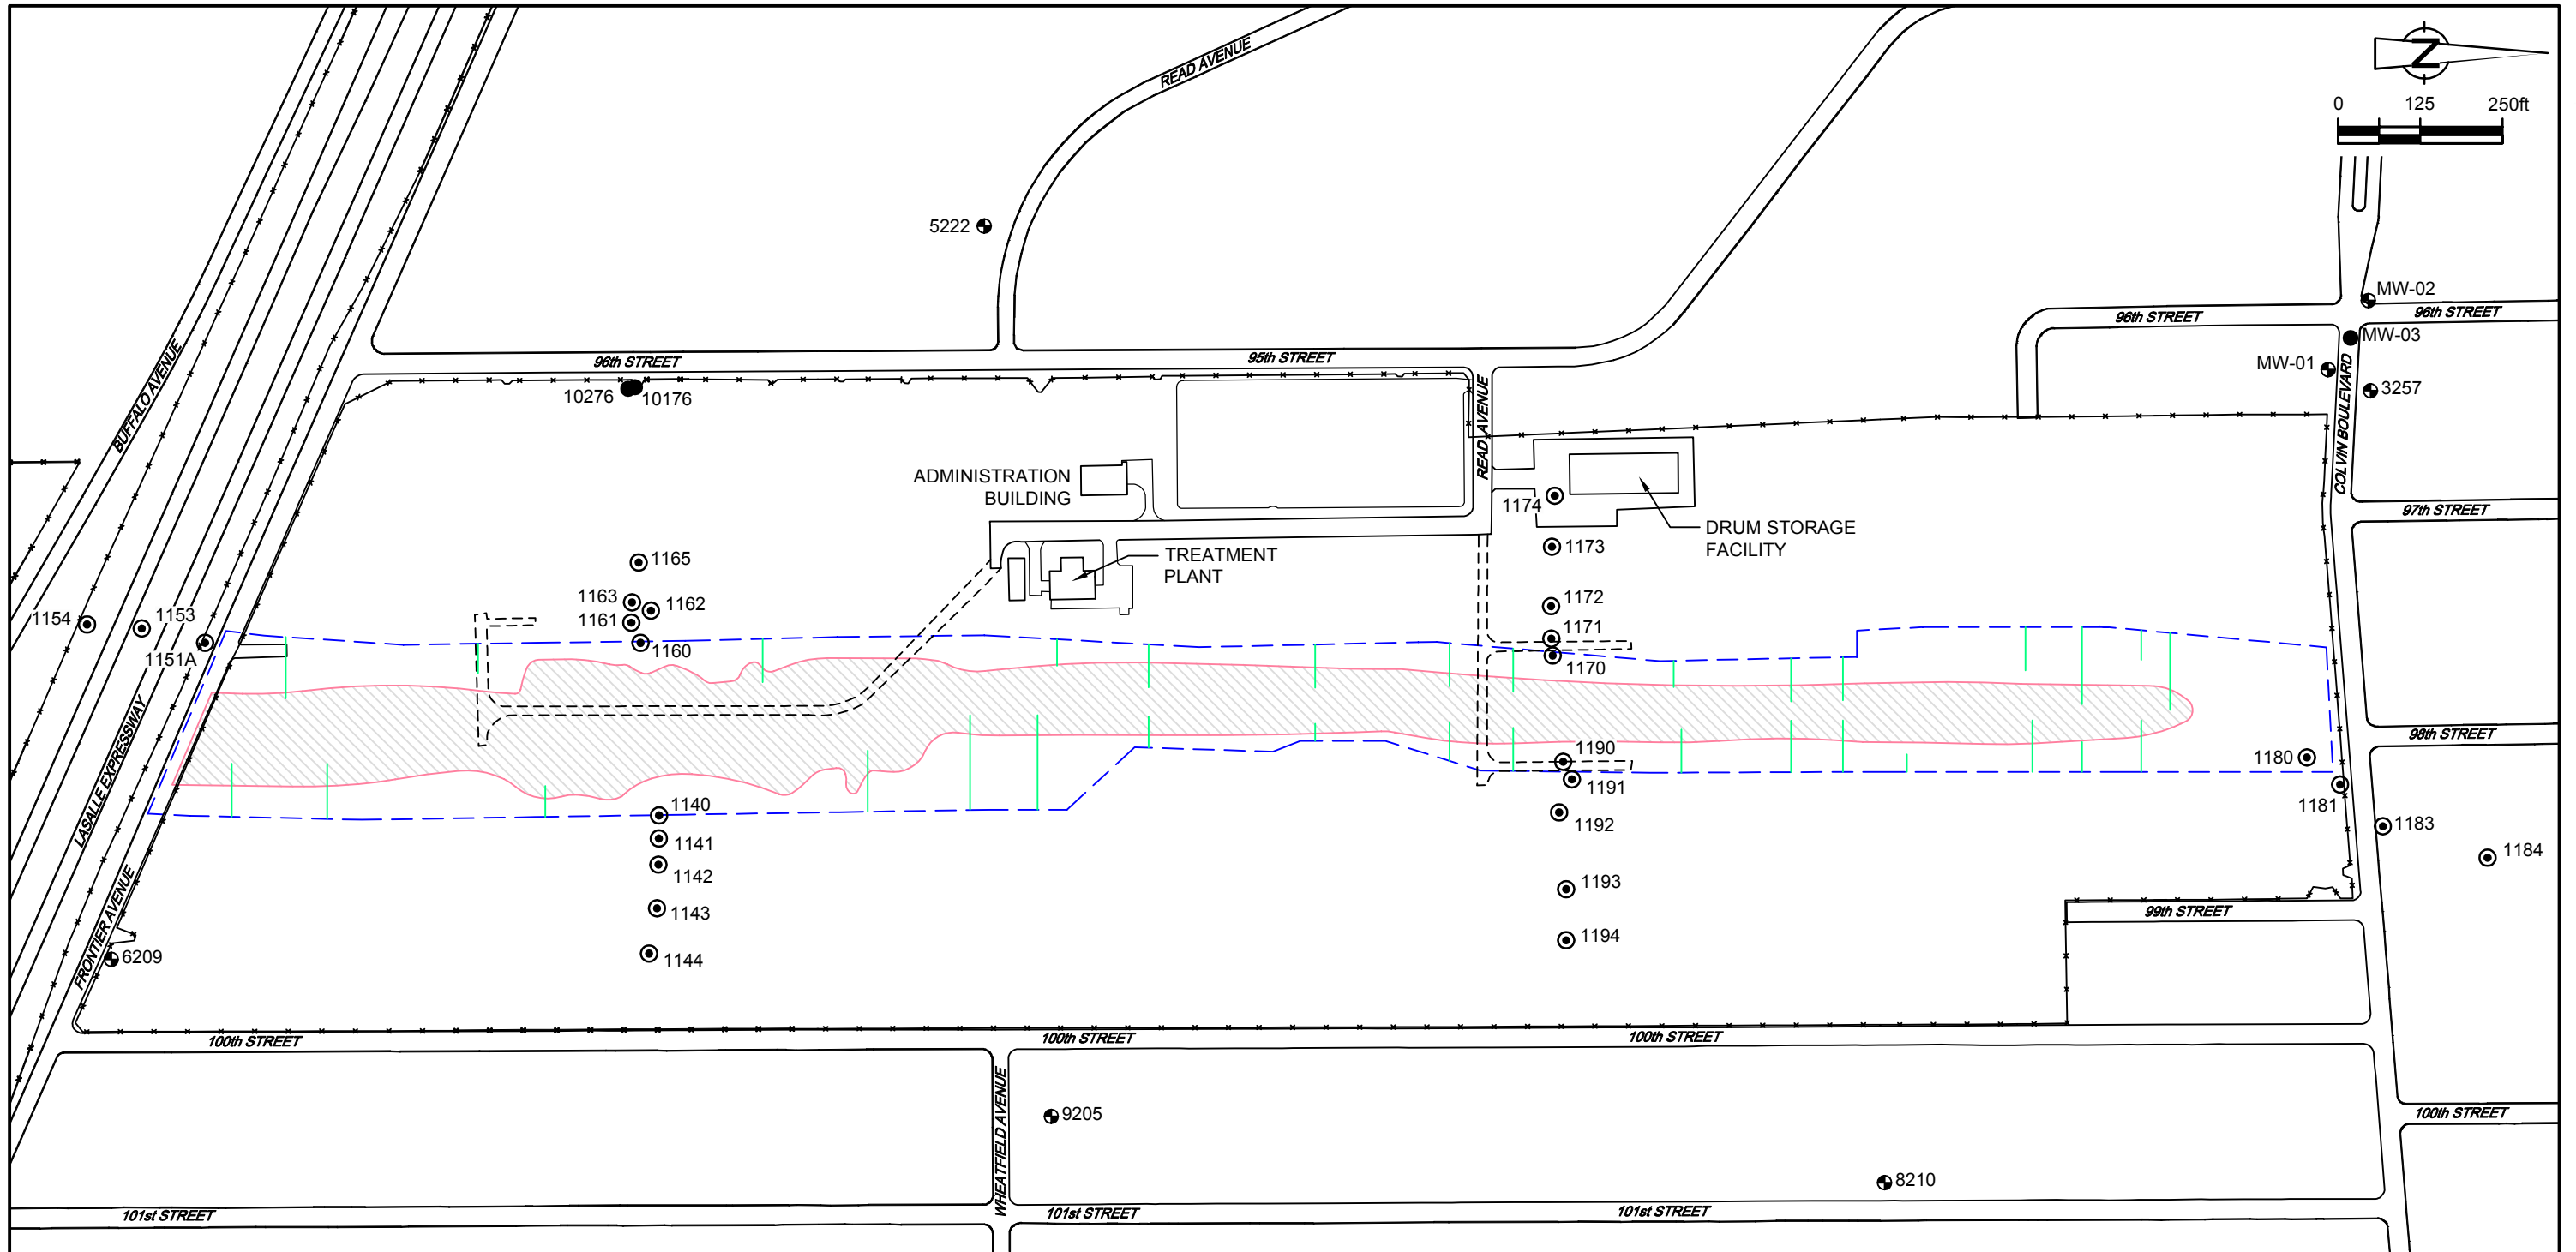 READ AVENUE
N
0 125 250ft
5222
MW-02
96th STREET
96th STREET
MW-03
MW-01
3257
COLVIN BOULEVARD
BUFFALO AVENUE
96th STREET
95th STREET
10276
10176
READ AVENUE
ADMINISTRATION
BUILDING
1174
DRUM STORAGE
FACILITY
97th STREET
1165
TREATMENT
PLANT
1173
1163
1162
1161
1160
1172
1171
1170
1154
1153
1151A
LASALLE EXPRESSWAY
98th STREET
1190
1191
1192
1180
1181
1183
1184
1140
1141
1142
1143
1144
1193
1194
FRONTIER AVENUE
6209
99th STREET
100th STREET
100th STREET
100th STREET
100th STREET
WHEATFIELD AVENUE
9205
8210
101st STREET
101st STREET
101st STREET